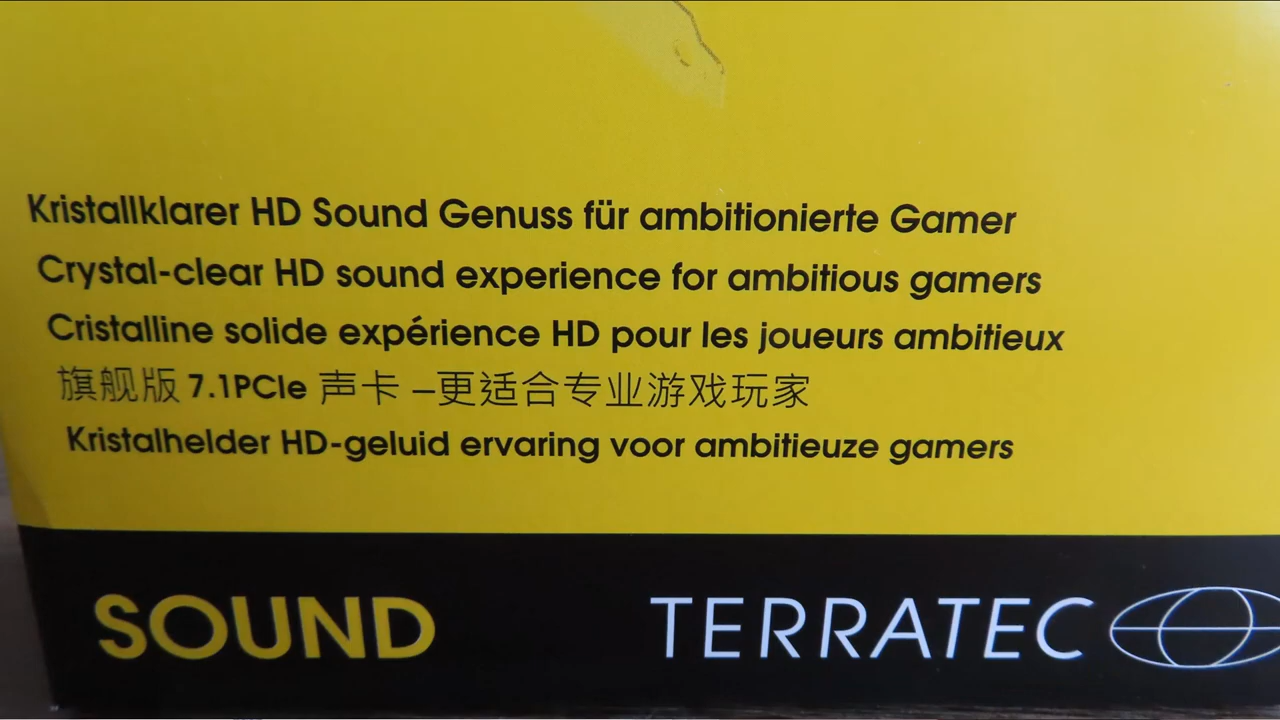 Kristallklarer HD Sound Genuss für ambitionierte Gamer
Crystal-clear HD sound experience for ambitious gamers
Cristalline solide expérience HD pour les joueurs ambitieux
旗舰版 7.1PCIe 声卡 –更适合专业游戏玩家
Kristalhelder HD-geluid ervaring voor ambitieuze gamers
SOUND TERRATEC